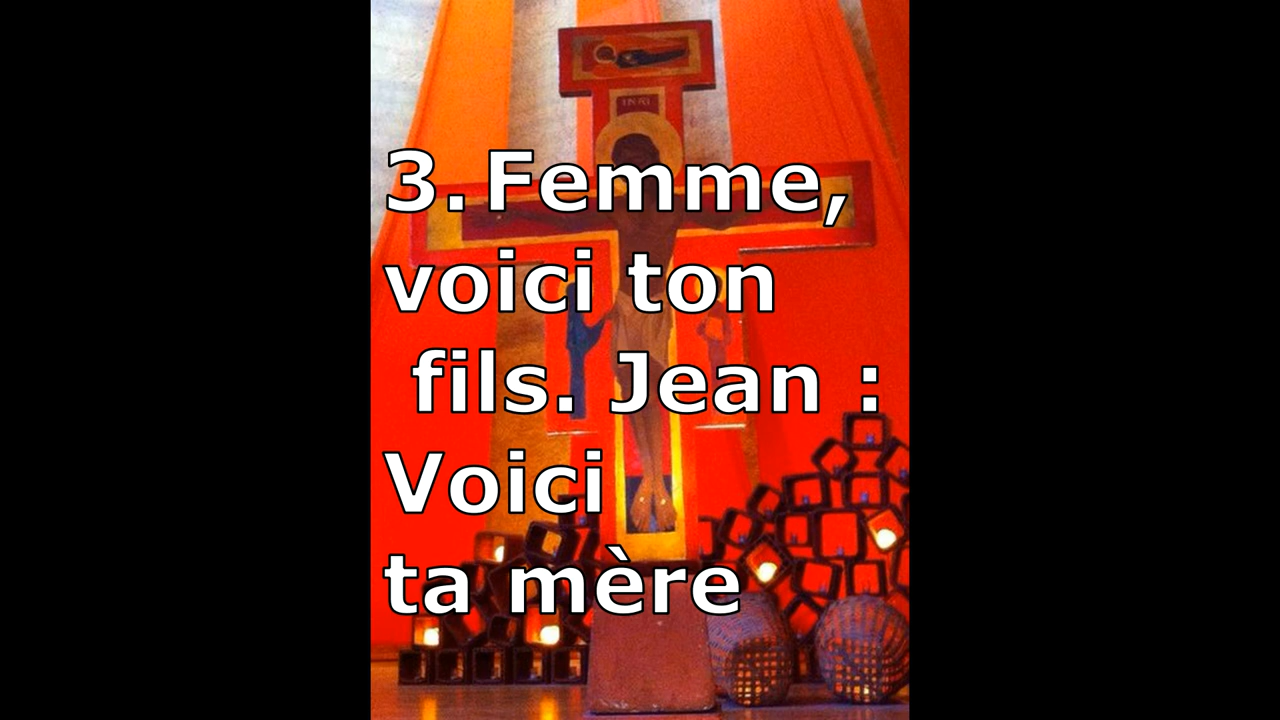 3. Femme,
voici ton
fils. Jean :
Voici
ta mère